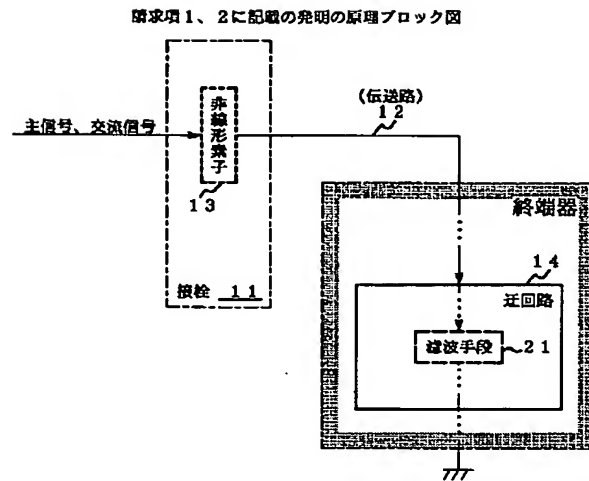 請求項１、２に記載の発明の原理ブロック図
主信号、交流信号
非線形素子
１３
接栓 １１
（伝送路）
１２
終端器
１４
迂回路
濾波手段
２１